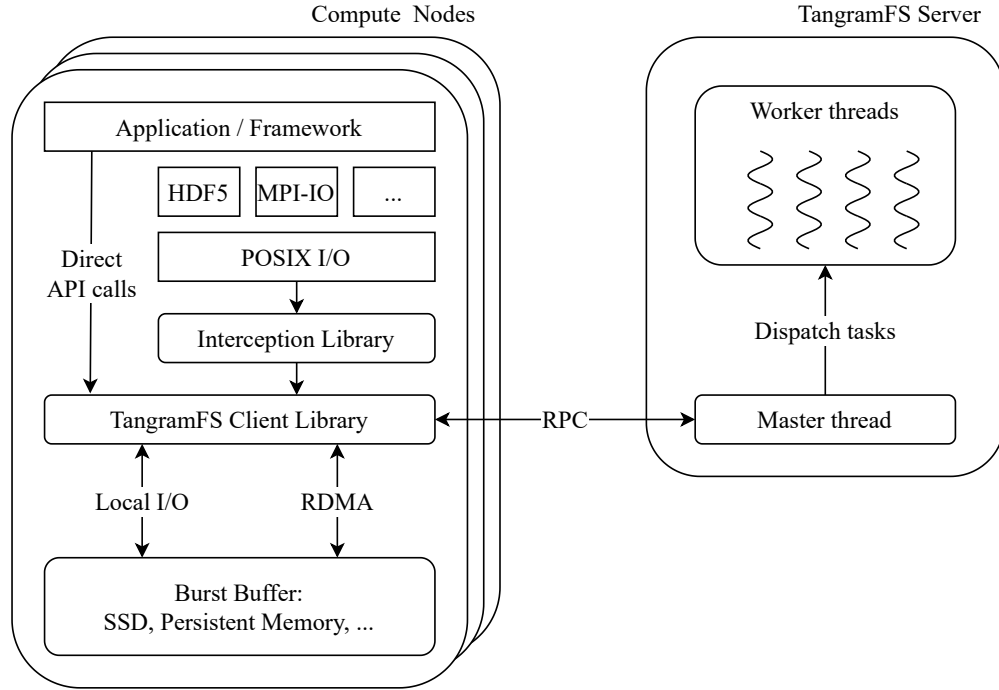 Compute Nodes
TangramFS Server
Application / Framework
HDF5
MPI-IO
...
POSIX I/O
Direct
API calls
Interception Library
TangramFS Client Library
Local I/O
RDMA
Burst Buffer:
SSD, Persistent Memory, ...
RPC
Worker threads
Dispatch tasks
Master thread